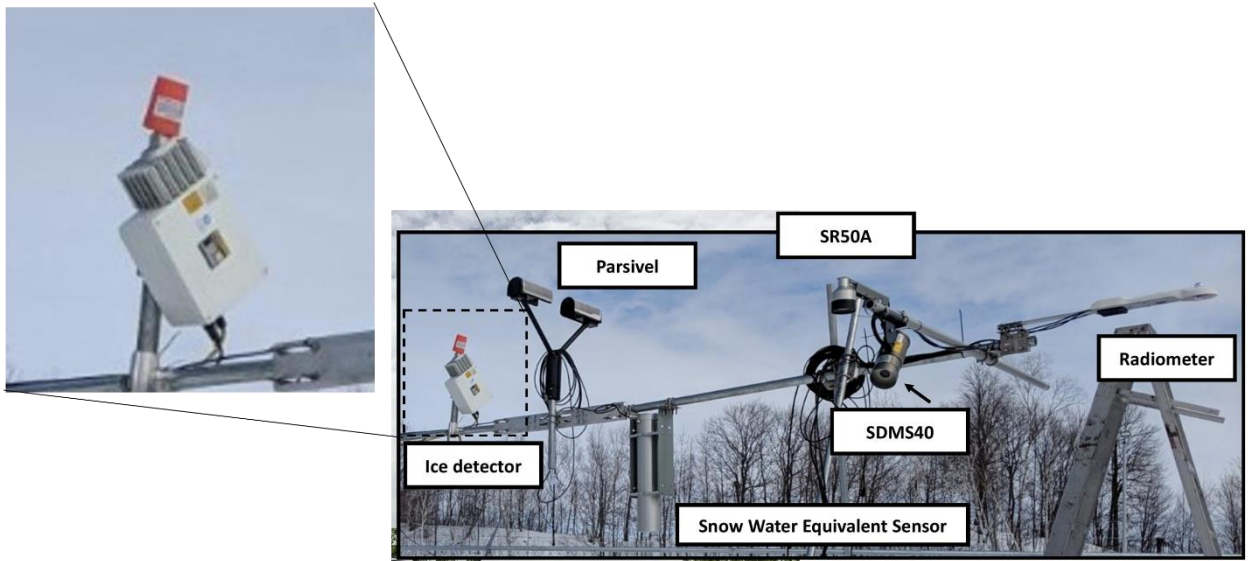 SR50A
Parsivel
Radiometer
SDMS40
Ice detector
Snow Water Equivalent Sensor